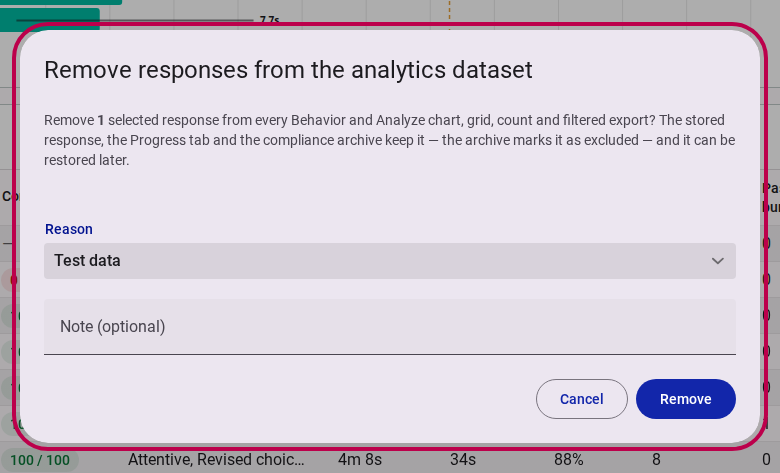 7.7s
Remove responses from the analytics dataset
Remove 1 selected response from every Behavior and Analyze chart, grid, count and filtered export? The stored
response, the Progress tab and the compliance archive keep it — the archive marks it as excluded — and it can be
restored later.
Reason
Test data
Note (optional)
Cancel
Remove
100 / 100 Attentive, Revised choic... 4m 8s 34s 88% 8 0